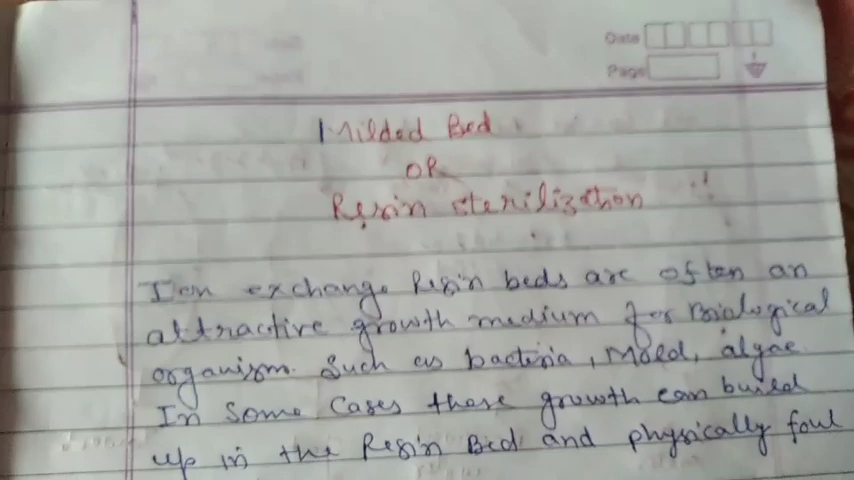 Date
Page
Milded Bed
OR
Resin sterilization
Ion exchange Resin beds are often an
attractive growth medium for Biological
organism. Such as bacteria, Mold, algae.
In Some Cases these growth can build
up in the Resin Bed and physically foul